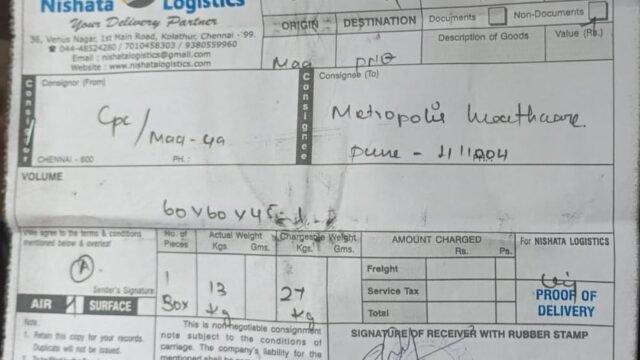 Nishata Logistics
Your Delivery Partner
36, Venus Nagar, 1st Main Road, Kolathur, Chennai - 99.
044-48524280 / 7010458303 / 9380559960
Email : nishatalogistics@gmail.com
Website : www.nishatalogistics.com
ORIGIN
DESTINATION
Maa
PNQ
Documents
Non-Documents
Description of Goods
Value (Rs.)
Consignor
Consignor (From)
Cpc/
Maa-49
CHENNAI - 600
PH. :
Consignee
Consignee (To)
Metropolis Healthcare
Pune -
VOLUME
60 x 60 x 45
We agree to the terms & conditions
mentioned below & overleaf
A
Sender's Signature
AIR
SURFACE
No. of Pieces
1
Box
Actual Weight
Kgs. Gms.
13
kg
Chargeable Weight
Kgs. Gms.
27
kg
AMOUNT CHARGED
Rs. Ps.
Freight
Service Tax
Total
For NISHATA LOGISTICS
PROOF OF
DELIVERY
Note:
1. Retain this copy for your records.
Duplicate will not be issued.
This is non-negotiable consignment
note subject to the conditions of
carriage. The company's liability for the
SIGNATURE OF RECEIVER WITH RUBBER STAMP